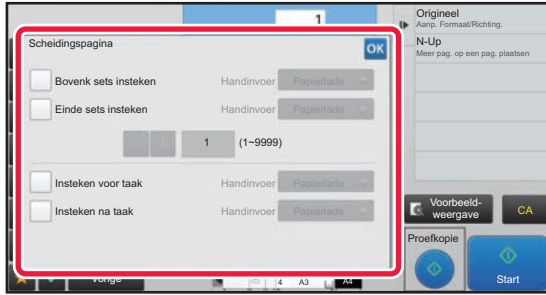 1
Scheidingspagina
OK
Bovenk sets insteken Handinvoer Papierlade
Einde sets insteken Handinvoer Papierlade
1 (1~9999)
Insteken voor taak Handinvoer Papierlade
Insteken na taak Handinvoer Papierlade
Origineel
Aanp. Formaat/Richting.
N-Up
Meer pag. op een pag. plaatsen
Voorbeeld-
weergave
CA
Proefkopie
Start
Vorige
4 A3 A4